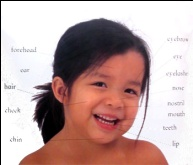 forehead
ear
hair
cheek
chin
eyebrow
eye
eyelashes
nose
nostril
mouth
teeth
lip